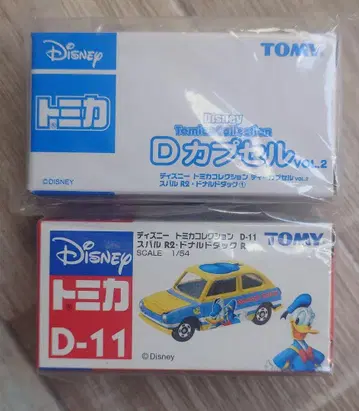 Disney
TOMY
トミカ
Disney
Tomica Collection
Dカプセル VOL.2
ディズニー トミカコレクション ディーカプセル VOL.2
スバル R2・ドナルドダック①
©DISNEY
Disney
ディズニー トミカコレクション D-11
スバル R2・ドナルドダック R
SCALE 1/54
TOMY
トミカ
D-11
©Disney